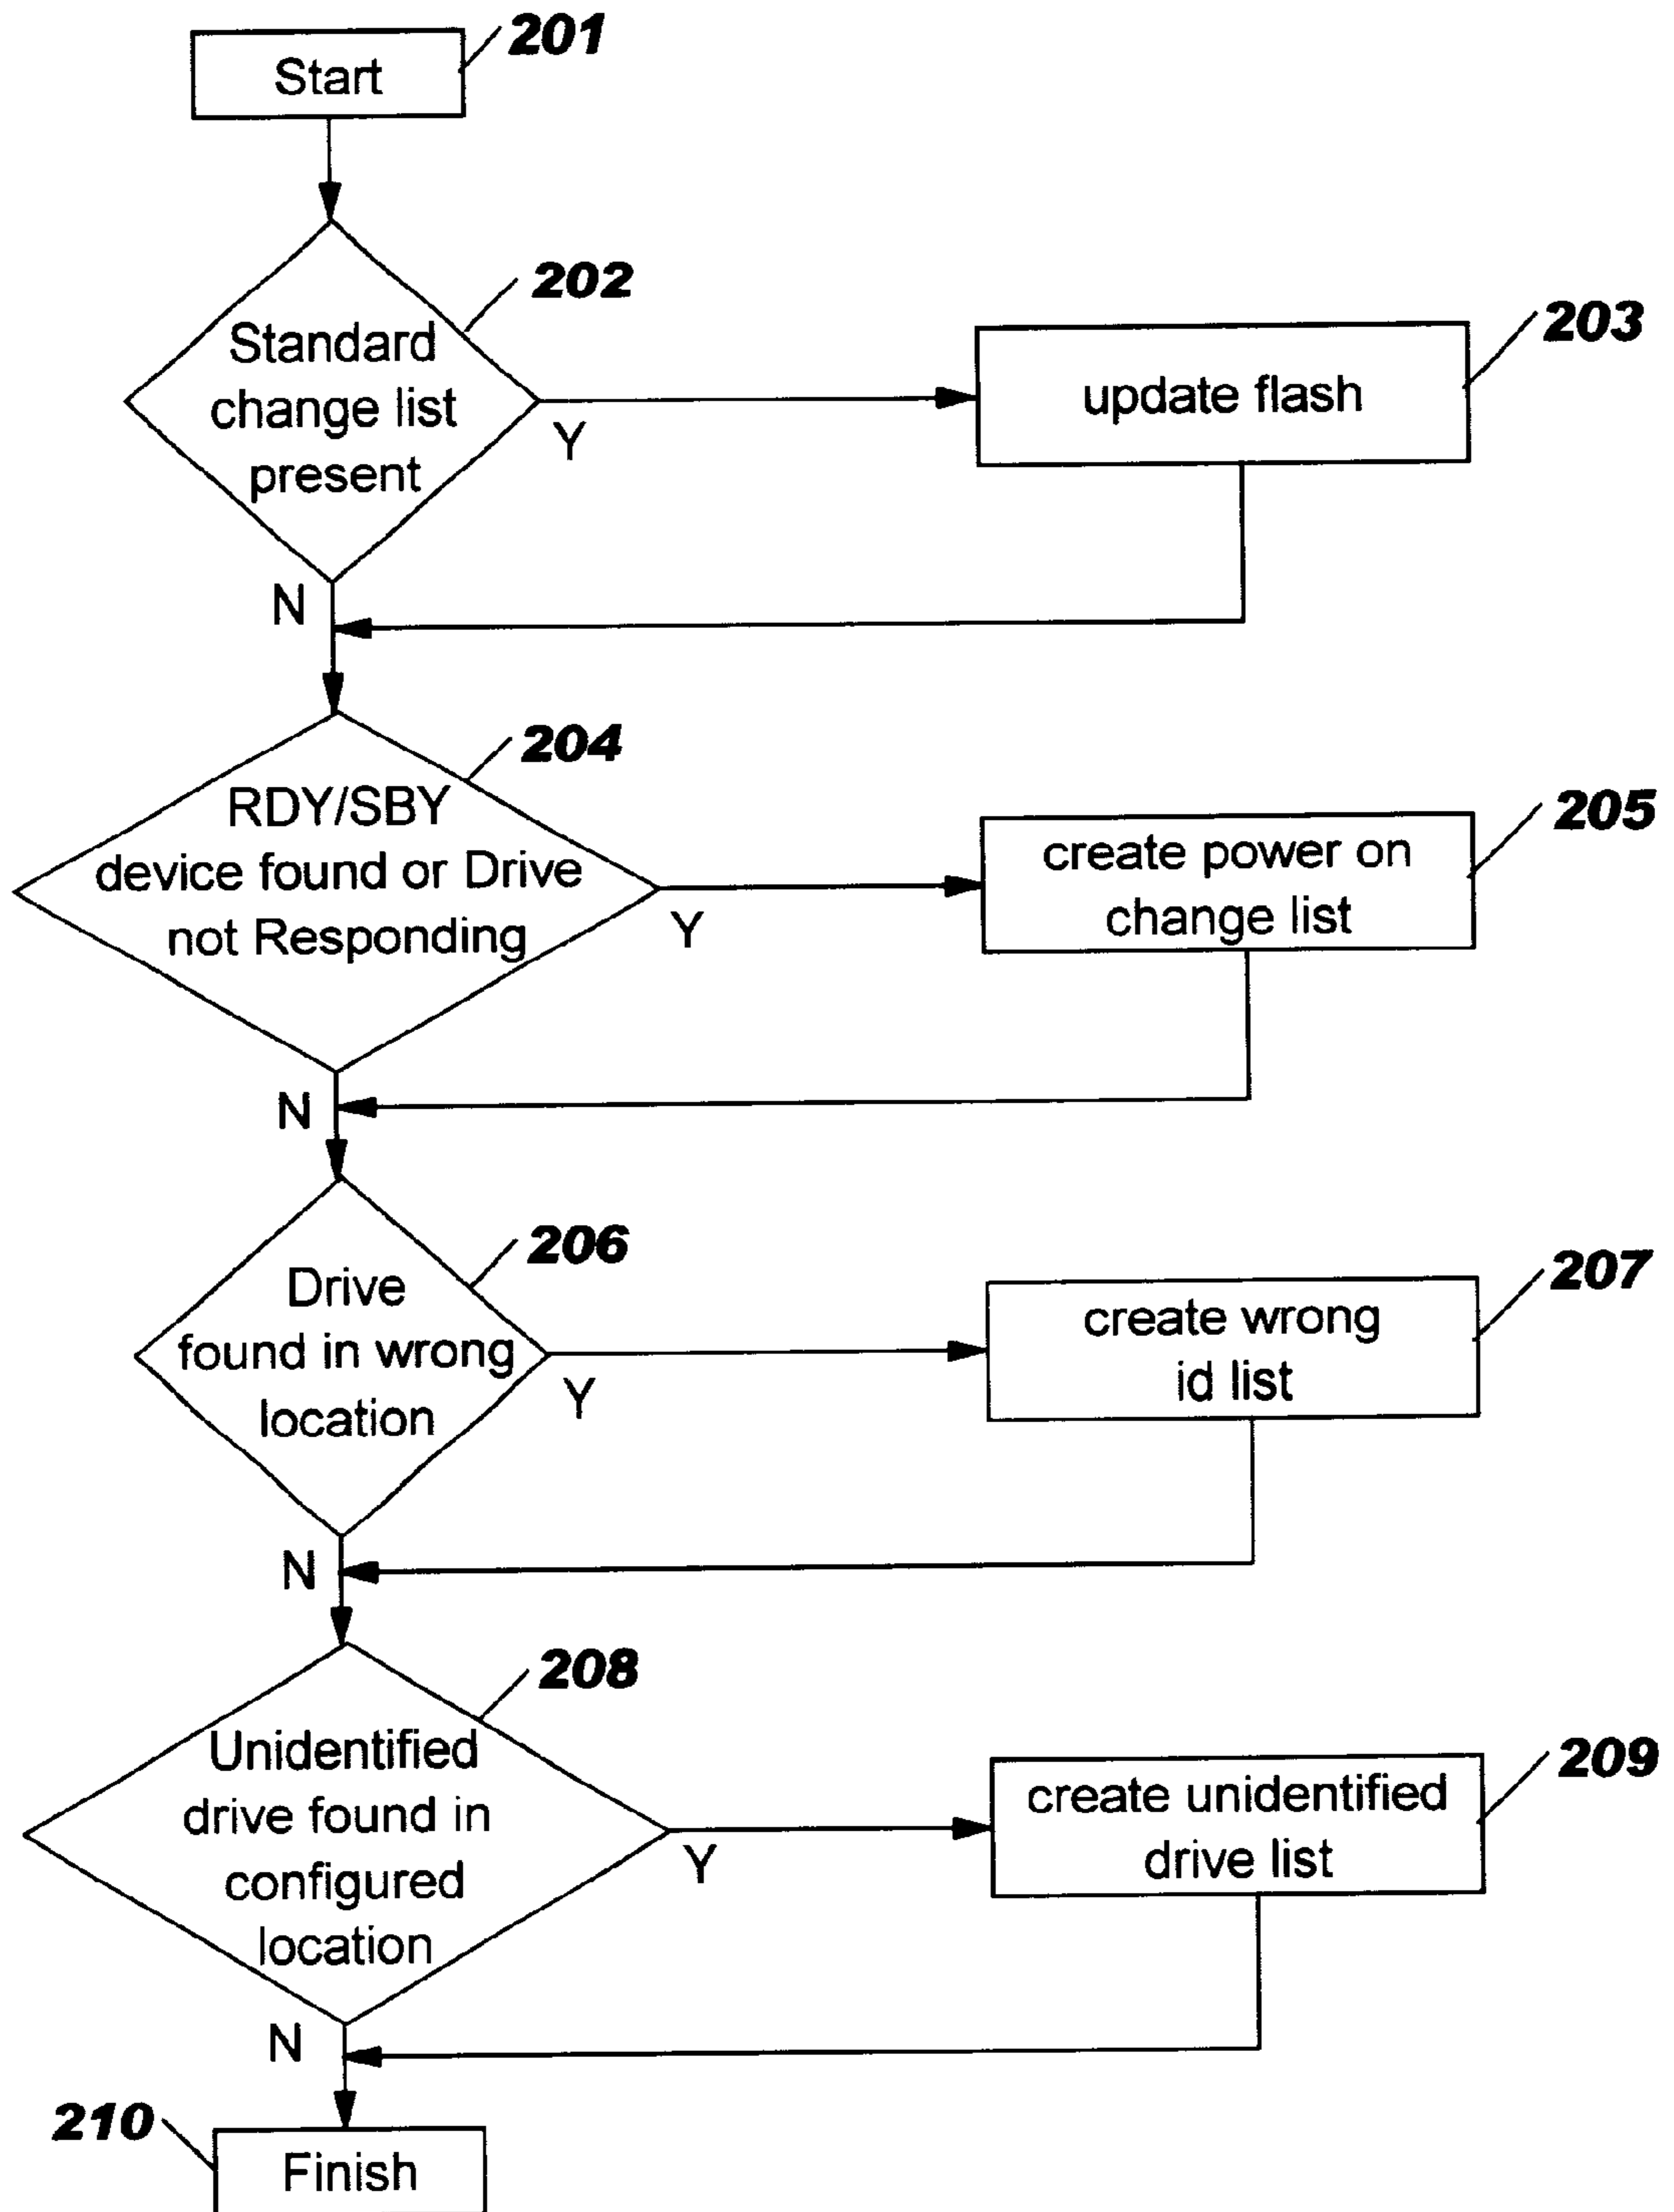 201
Start
202
Standard
change list
present
Y
203
update flash
N
204
RDY/SBY
device found or Drive
not Responding
Y
205
create power on
change list
N
206
Drive
found in wrong
location
Y
207
create wrong
id list
N
208
Unidentified
drive found in
configured
location
Y
209
create unidentified
drive list
N
210
Finish